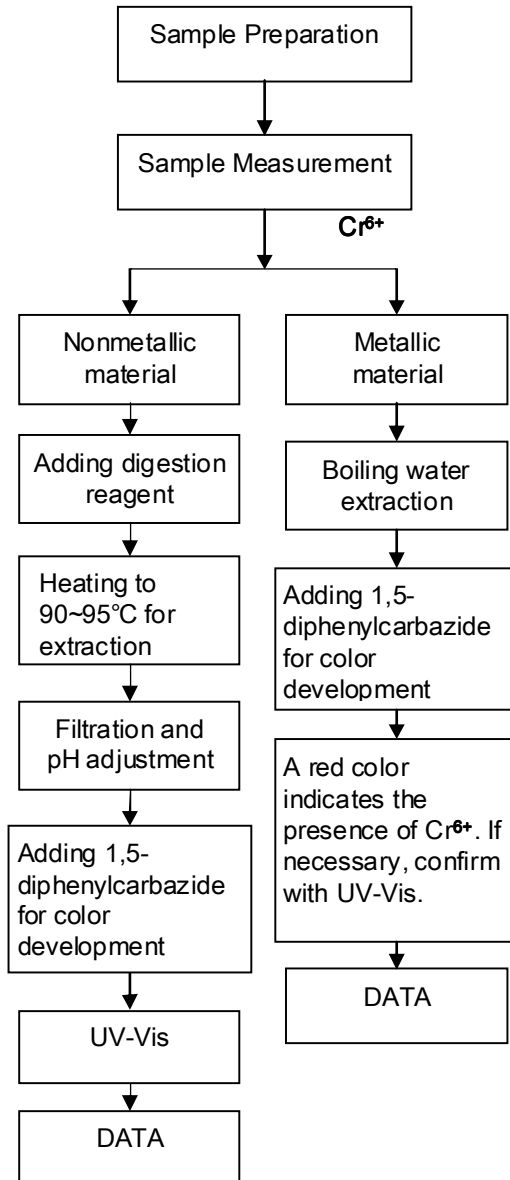 Sample Preparation
Sample Measurement
Cr⁶⁺
Nonmetallic
material
Adding digestion
reagent
Heating to
90~95℃ for
extraction
Filtration and
pH adjustment
Adding 1,5-
diphenylcarbazide
for color
development
UV-Vis
DATA
Metallic
material
Boiling water
extraction
Adding 1,5-
diphenylcarbazide
for color
development
A red color
indicates the
presence of Cr⁶⁺. If
necessary, confirm
with UV-Vis.
DATA